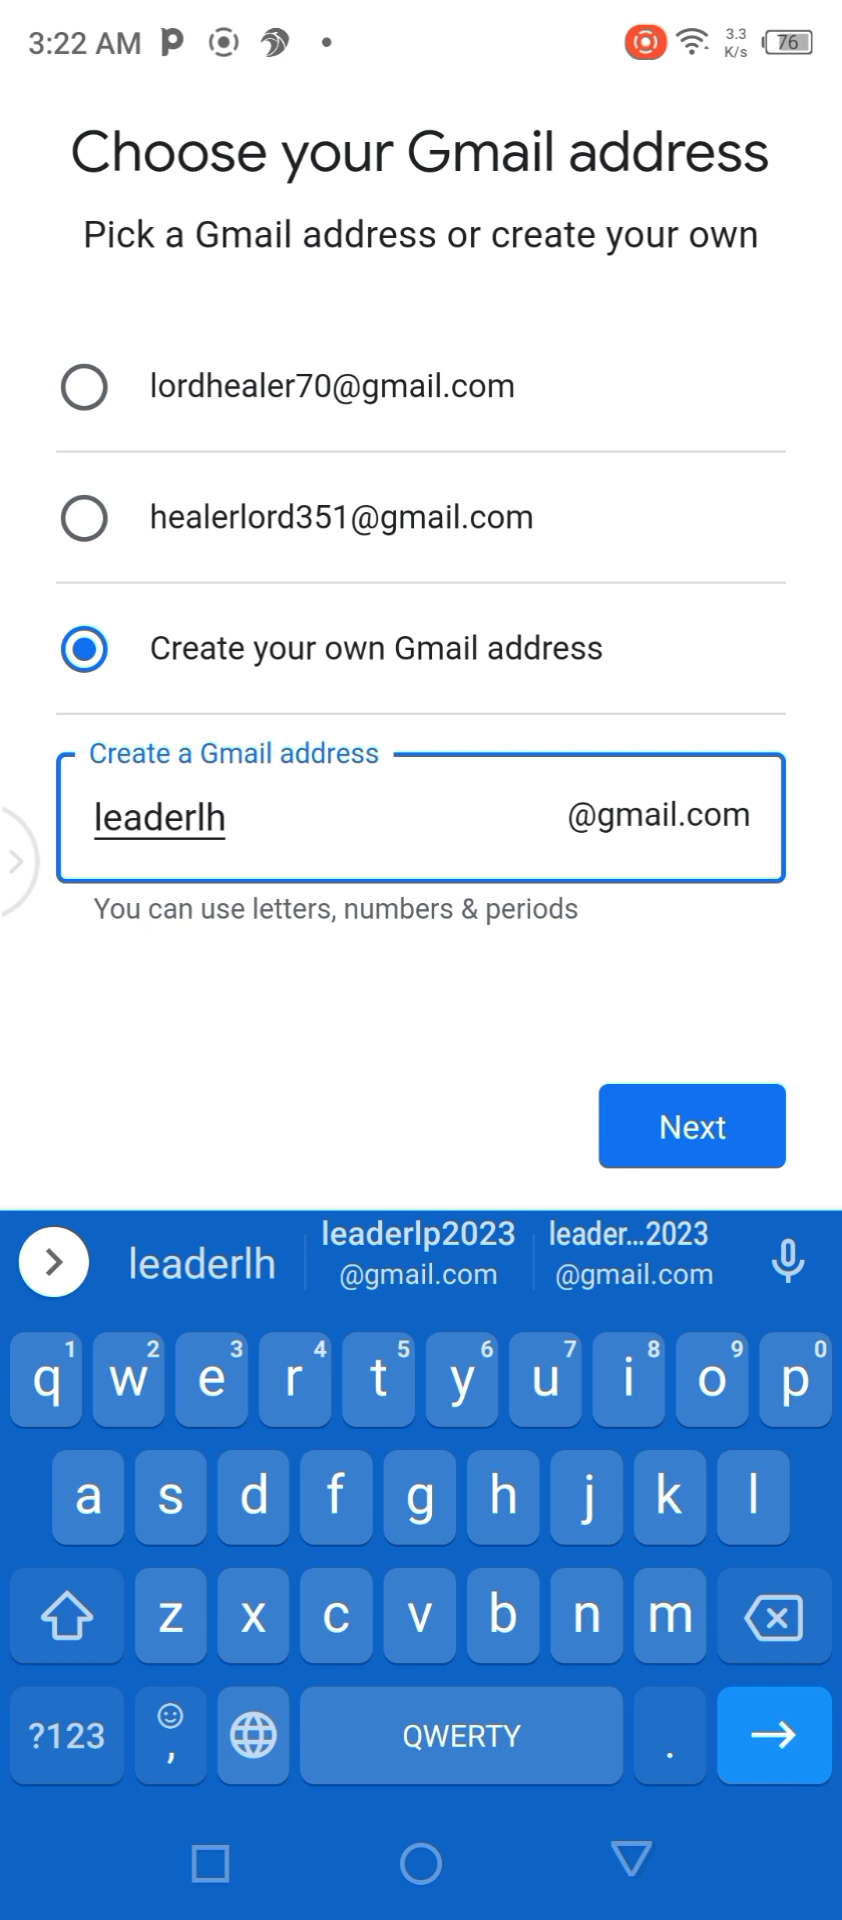 3:22 AM
3.3
K/s
76
Choose your Gmail address
Pick a Gmail address or create your own
lordhealer70@gmail.com
healerlord351@gmail.com
Create your own Gmail address
Create a Gmail address
leaderlh @gmail.com
You can use letters, numbers & periods
Next
leaderlh
leaderlp2023
@gmail.com
leader...2023
@gmail.com
1 2 3 4 5 6 7 8 9 0
q w e r t y u i o p
a s d f g h j k l
z x c v b n m
?123 , QWERTY .